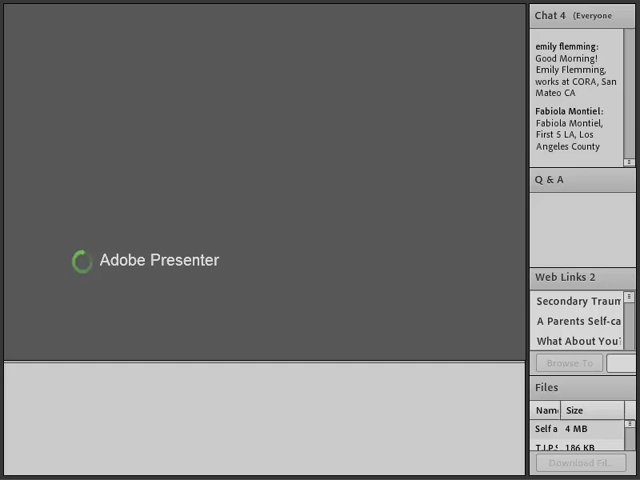 Chat 4 (Everyone
emily flemming:
Good Morning!
Emily Flemming,
works at CORA, San
Mateo CA
Fabiola Montiel:
Fabiola Montiel,
First 5 LA, Los
Angeles County
Q & A
Adobe Presenter
Web Links 2
Secondary Traum
A Parents Self-ca
What About You?
Browse To
Files
Nam Size
Self a 4 MB
T.I.P.S 186 KB
Download Fil..